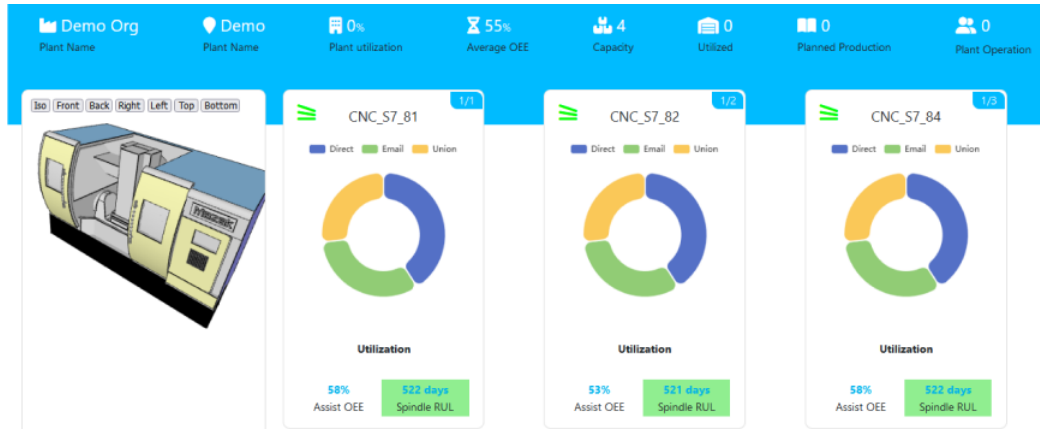 Demo Org
Plant Name
Demo
Plant Name
0%
Plant utilization
55%
Average OEE
4
Capacity
0
Utilized
0
Planned Production
0
Plant Operation
Iso Front Back Right Left Top Bottom
Mazak
1/1
CNC_S7_81
Direct Email Union
Utilization
58%
Assist OEE
522 days
Spindle RUL
1/2
CNC_S7_82
Direct Email Union
Utilization
53%
Assist OEE
521 days
Spindle RUL
1/3
CNC_S7_84
Direct Email Union
Utilization
58%
Assist OEE
522 days
Spindle RUL